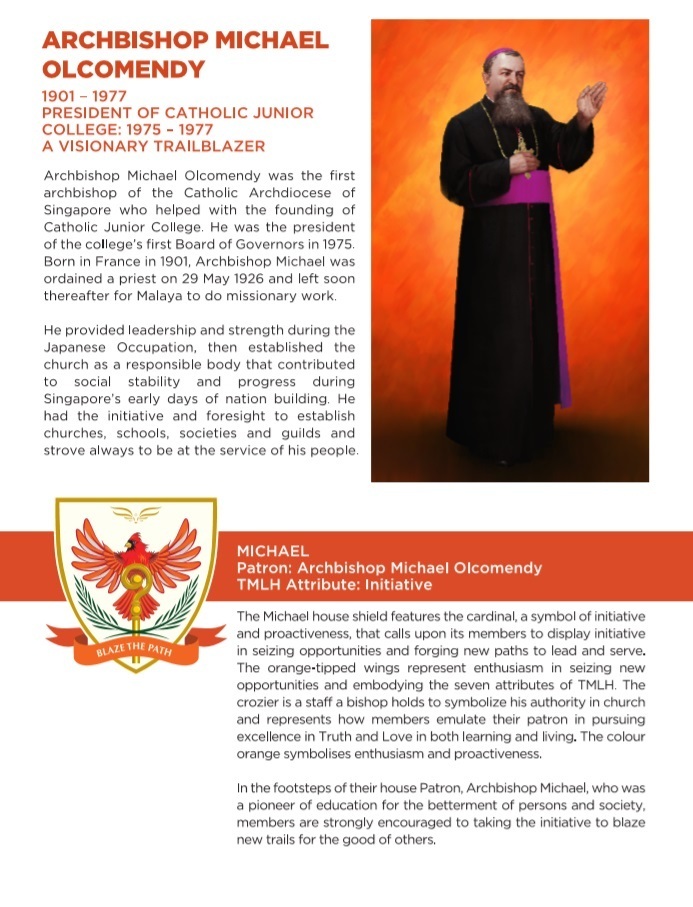 ARCHBISHOP MICHAEL
OLCOMENDY
1901 – 1977
PRESIDENT OF CATHOLIC JUNIOR
COLLEGE: 1975 – 1977
A VISIONARY TRAILBLAZER
Archbishop Michael Olcomendy was the first
archbishop of the Catholic Archdiocese of
Singapore who helped with the founding of
Catholic Junior College. He was the president
of the college's first Board of Governors in 1975.
Born in France in 1901, Archbishop Michael was
ordained a priest on 29 May 1926 and left soon
thereafter for Malaya to do missionary work.
He provided leadership and strength during the
Japanese Occupation, then established the
church as a responsible body that contributed
to social stability and progress during
Singapore's early days of nation building. He
had the initiative and foresight to establish
churches, schools, societies and guilds and
strove always to be at the service of his people.
BLAZE THE PATH
MICHAEL
Patron: Archbishop Michael Olcomendy
TMLH Attribute: Initiative
The Michael house shield features the cardinal, a symbol of initiative
and proactiveness, that calls upon its members to display initiative
in seizing opportunities and forging new paths to lead and serve.
The orange-tipped wings represent enthusiasm in seizing new
opportunities and embodying the seven attributes of TMLH. The
crozier is a staff a bishop holds to symbolize his authority in church
and represents how members emulate their patron in pursuing
excellence in Truth and Love in both learning and living. The colour
orange symbolises enthusiasm and proactiveness.
In the footsteps of their house Patron, Archbishop Michael, who was
a pioneer of education for the betterment of persons and society,
members are strongly encouraged to taking the initiative to blaze
new trails for the good of others.